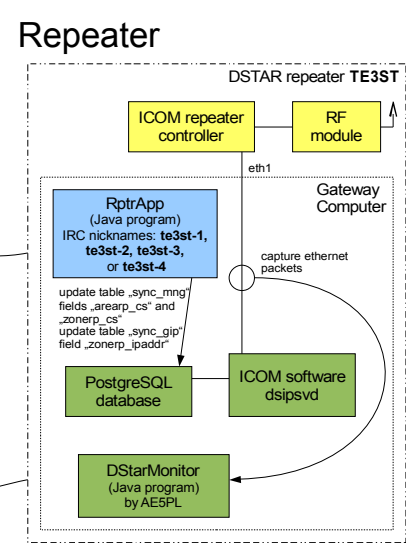 Repeater
DSTAR repeater TE3ST
ICOM repeater
controller
RF
module
eth1
Gateway
Computer
RptrApp
(Java program)
IRC nicknames: te3st-1,
te3st-2, te3st-3,
or te3st-4
capture ethernet
packets
update table „sync_mng“
fields „arearp_cs“ and
„zonerp_cs“
update table „sync_gip“
field „zonerp_ipaddr“
PostgreSQL
database
ICOM software
dsipsvd
DStarMonitor
(Java program)
by AE5PL